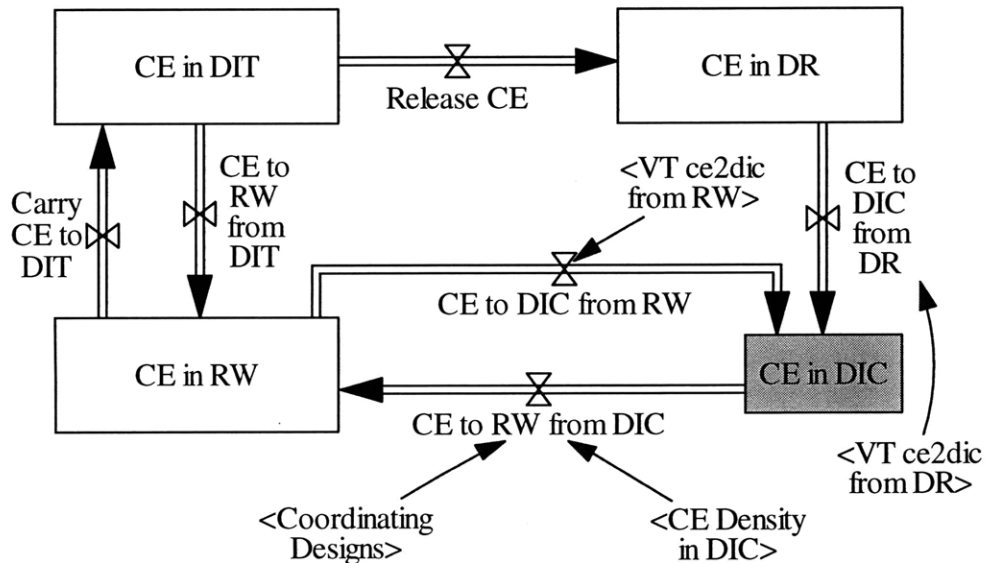 CE in DIT
CE in DR
Release CE
Carry
CE to
DIT
CE to
RW
from
DIT
<VT ce2dic
from RW>
CE to
DIC
from
DR
CE to DIC from RW
CE in RW
CE in DIC
CE to RW from DIC
<VT ce2dic
from DR>
<Coordinating
Designs>
<CE Density
in DIC>